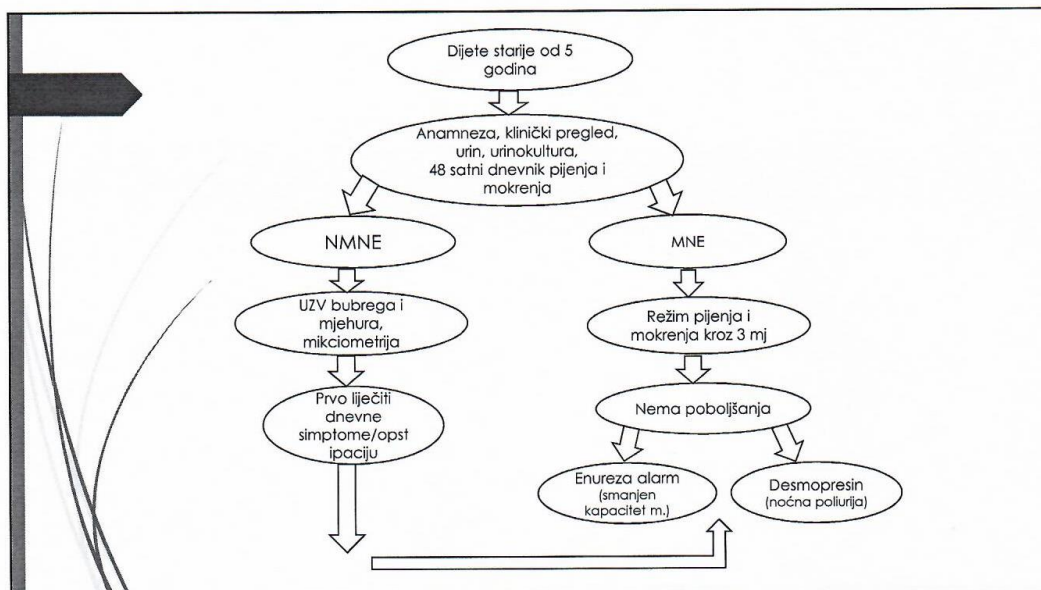 Dijete starije od 5
godina
Anamneza, klinički pregled,
urin, urinokultura,
48 satni dnevnik pijenja i
mokrenja
NMNE
MNE
UZV bubrega i
mjehura,
mikciometrija
Režim pijenja i
mokrenja kroz 3 mj
Prvo liječiti
dnevne
simptome/opst
ipaciju
Nema poboljšanja
Enureza alarm
(smanjen
kapacitet m.)
Desmopresin
(noćna poliurija)